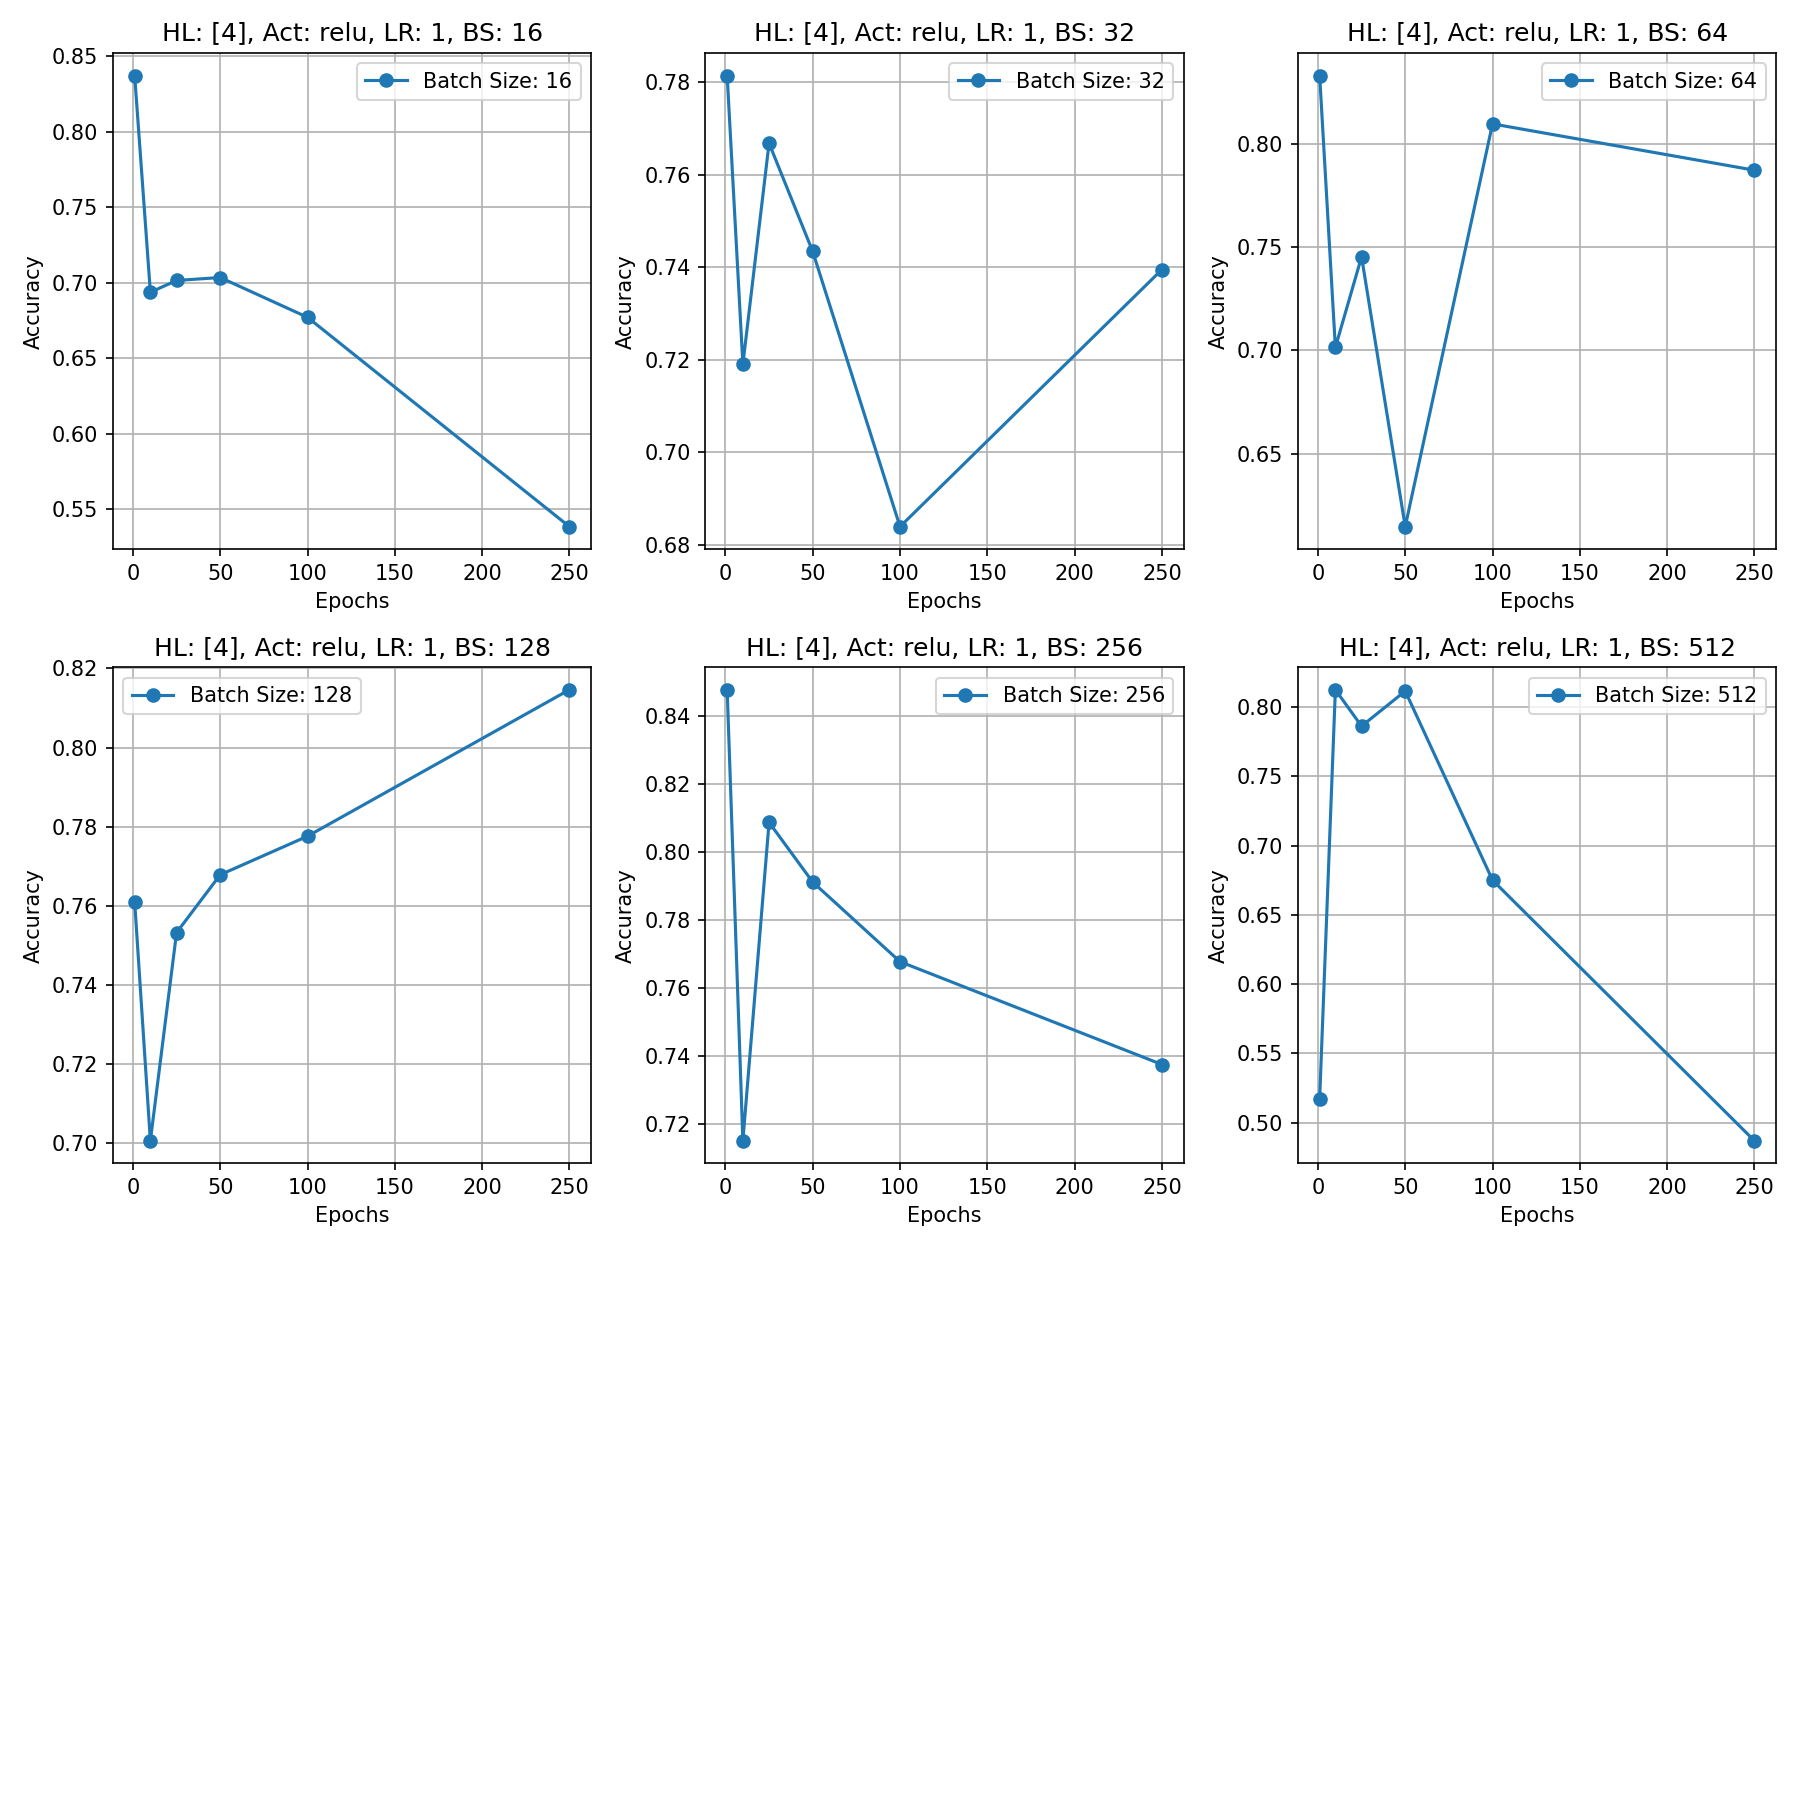 HL: [4], Act: relu, LR: 1, BS: 16
Batch Size: 16
0.85
0.80
0.75
0.70
0.65
0.60
0.55
Accuracy
0 50 100 150 200 250
Epochs
HL: [4], Act: relu, LR: 1, BS: 32
Batch Size: 32
0.78
0.76
0.74
0.72
0.70
0.68
Accuracy
0 50 100 150 200 250
Epochs
HL: [4], Act: relu, LR: 1, BS: 64
Batch Size: 64
0.80
0.75
0.70
0.65
Accuracy
0 50 100 150 200 250
Epochs
HL: [4], Act: relu, LR: 1, BS: 128
Batch Size: 128
0.82
0.80
0.78
0.76
0.74
0.72
0.70
Accuracy
0 50 100 150 200 250
Epochs
HL: [4], Act: relu, LR: 1, BS: 256
Batch Size: 256
0.84
0.82
0.80
0.78
0.76
0.74
0.72
Accuracy
0 50 100 150 200 250
Epochs
HL: [4], Act: relu, LR: 1, BS: 512
Batch Size: 512
0.80
0.75
0.70
0.65
0.60
0.55
0.50
Accuracy
0 50 100 150 200 250
Epochs